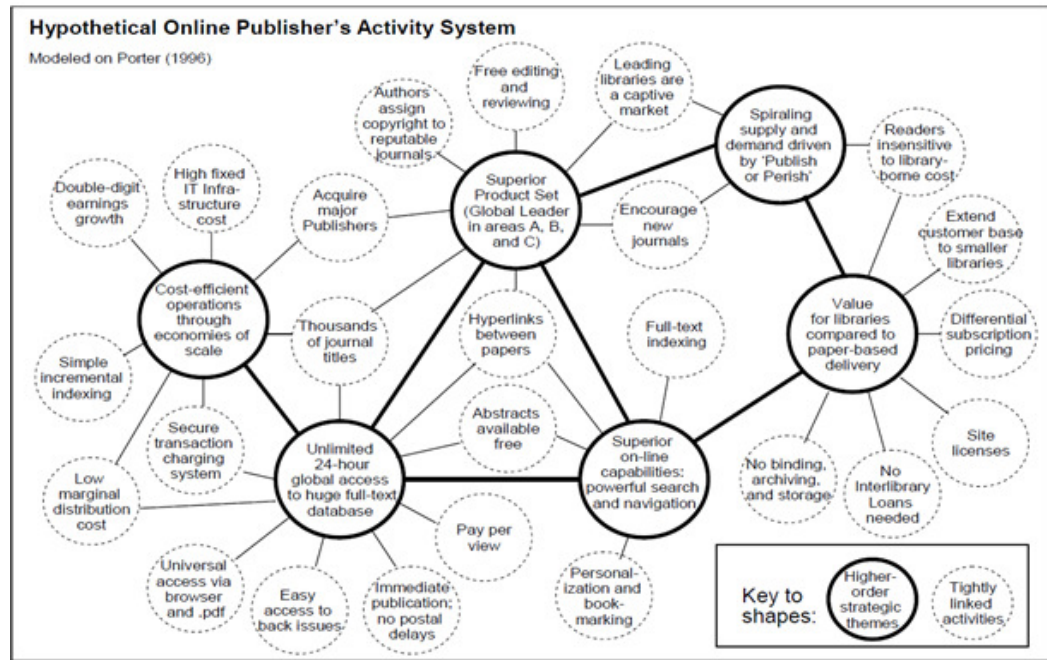 Hypothetical Online Publisher's Activity System
Modeled on Porter (1996)
Free editing
and
reviewing
Leading
libraries are
a captive
market
Authors
assign
copyright to
reputable
journals
Spiraling
supply and
demand driven
by 'Publish
or Perish'
Readers
insensitive
to library-
borne cost
Double-digit
earnings
growth
High fixed
IT Infra-
structure
cost
Acquire
major
Publishers
Superior
Product Set
(Global Leader
in areas A, B,
and C)
Encourage
new
journals
Extend
customer base
to smaller
libraries
Cost-efficient
operations
through
economies of
scale
Thousands
of journal
titles
Hyperlinks
between
papers
Full-text
indexing
Value
for libraries
compared to
paper-based
delivery
Differential
subscription
pricing
Simple
incremental
indexing
Secure
transaction
charging
system
Abstracts
available
free
Unlimited
24-hour
global access
to huge full-text
database
Superior
on-line
capabilities:
powerful search
and navigation
Site
licenses
No binding,
archiving,
and storage
No
Interlibrary
Loans
needed
Low
marginal
distribution
cost
Pay per
view
Universal
access via
browser
and .pdf
Easy
access to
back issues
Immediate
publication;
no postal
delays
Personal-
ization and
book-
marking
Key to
shapes:
Higher-
order
strategic
themes
Tightly
linked
activities